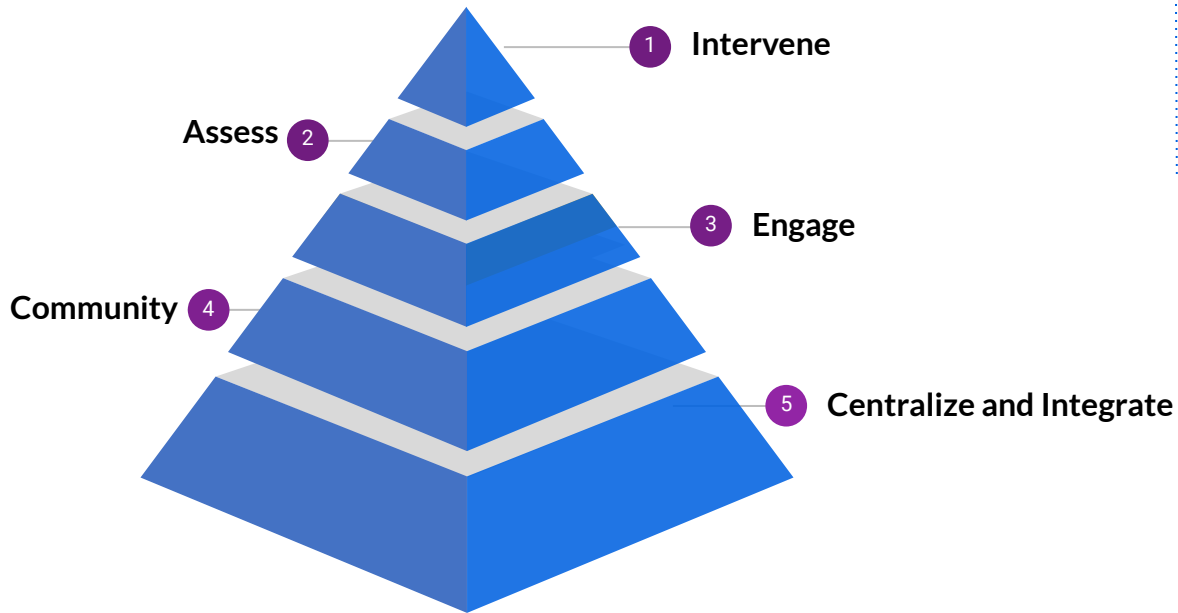 1 Intervene
Assess 2
3 Engage
Community 4
5 Centralize and Integrate